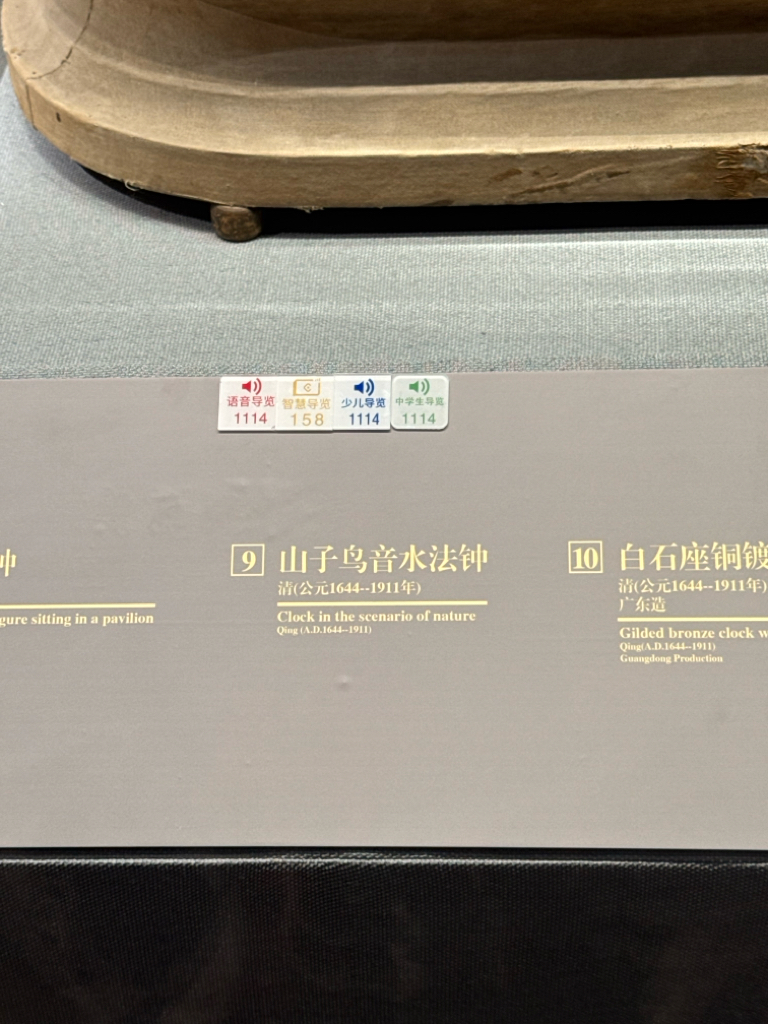 语音导览
1114
智慧导览
158
少儿导览
1114
中学生导览
1114
钟
gure sitting in a pavilion
9
山子鸟音水法钟
清(公元1644--1911年)
Clock in the scenario of nature
Qing (A.D.1644--1911)
10
白石座铜镀
清(公元1644--1911年)
广东造
Gilded bronze clock w
Qing(A.D.1644--1911)
Guangdong Production